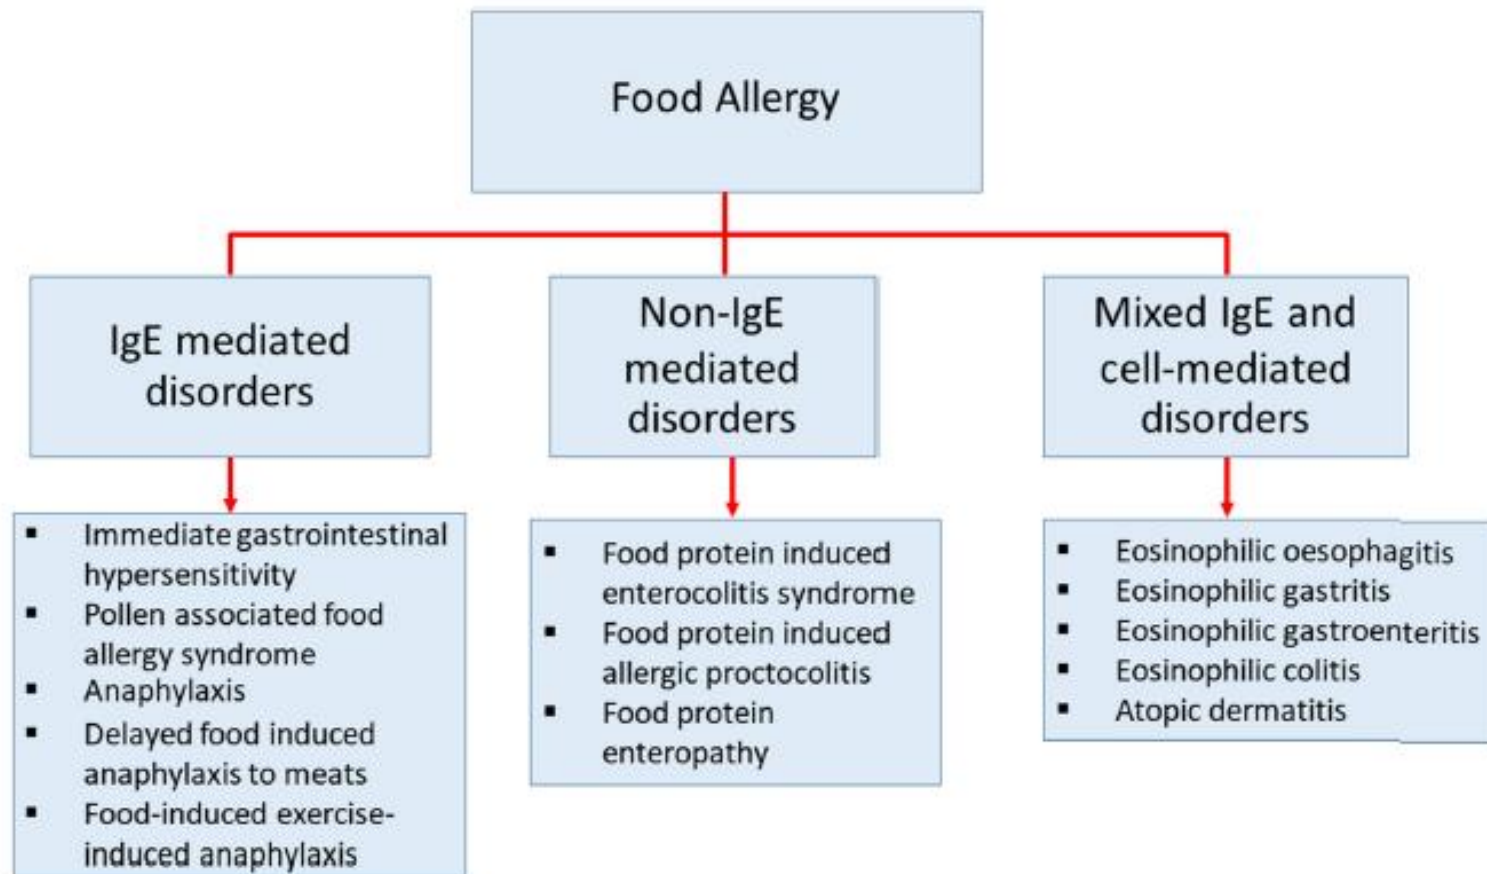 Food Allergy
IgE mediated
disorders
Non-IgE
mediated
disorders
Mixed IgE and
cell-mediated
disorders
▪ Immediate gastrointestinal
hypersensitivity
▪ Pollen associated food
allergy syndrome
▪ Anaphylaxis
▪ Delayed food induced
anaphylaxis to meats
▪ Food-induced exercise-
induced anaphylaxis
▪ Food protein induced
enterocolitis syndrome
▪ Food protein induced
allergic proctocolitis
▪ Food protein
enteropathy
▪ Eosinophilic oesophagitis
▪ Eosinophilic gastritis
▪ Eosinophilic gastroenteritis
▪ Eosinophilic colitis
▪ Atopic dermatitis